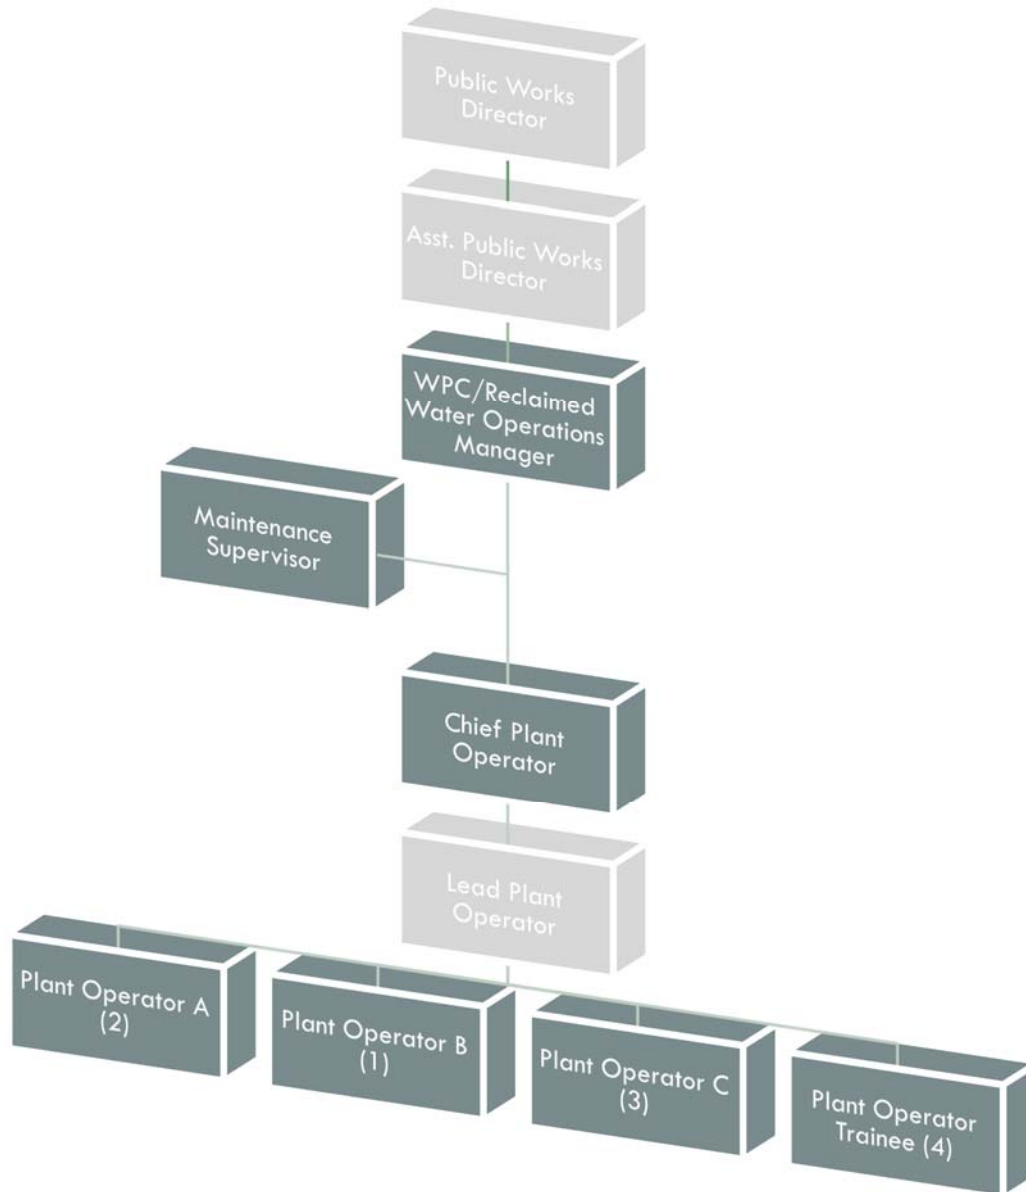 Public Works
Director
Asst. Public Works
Director
WPC/Reclaimed
Water Operations
Manager
Maintenance
Supervisor
Chief Plant
Operator
Lead Plant
Operator
Plant Operator A
(2)
Plant Operator B
(1)
Plant Operator C
(3)
Plant Operator
Trainee (4)